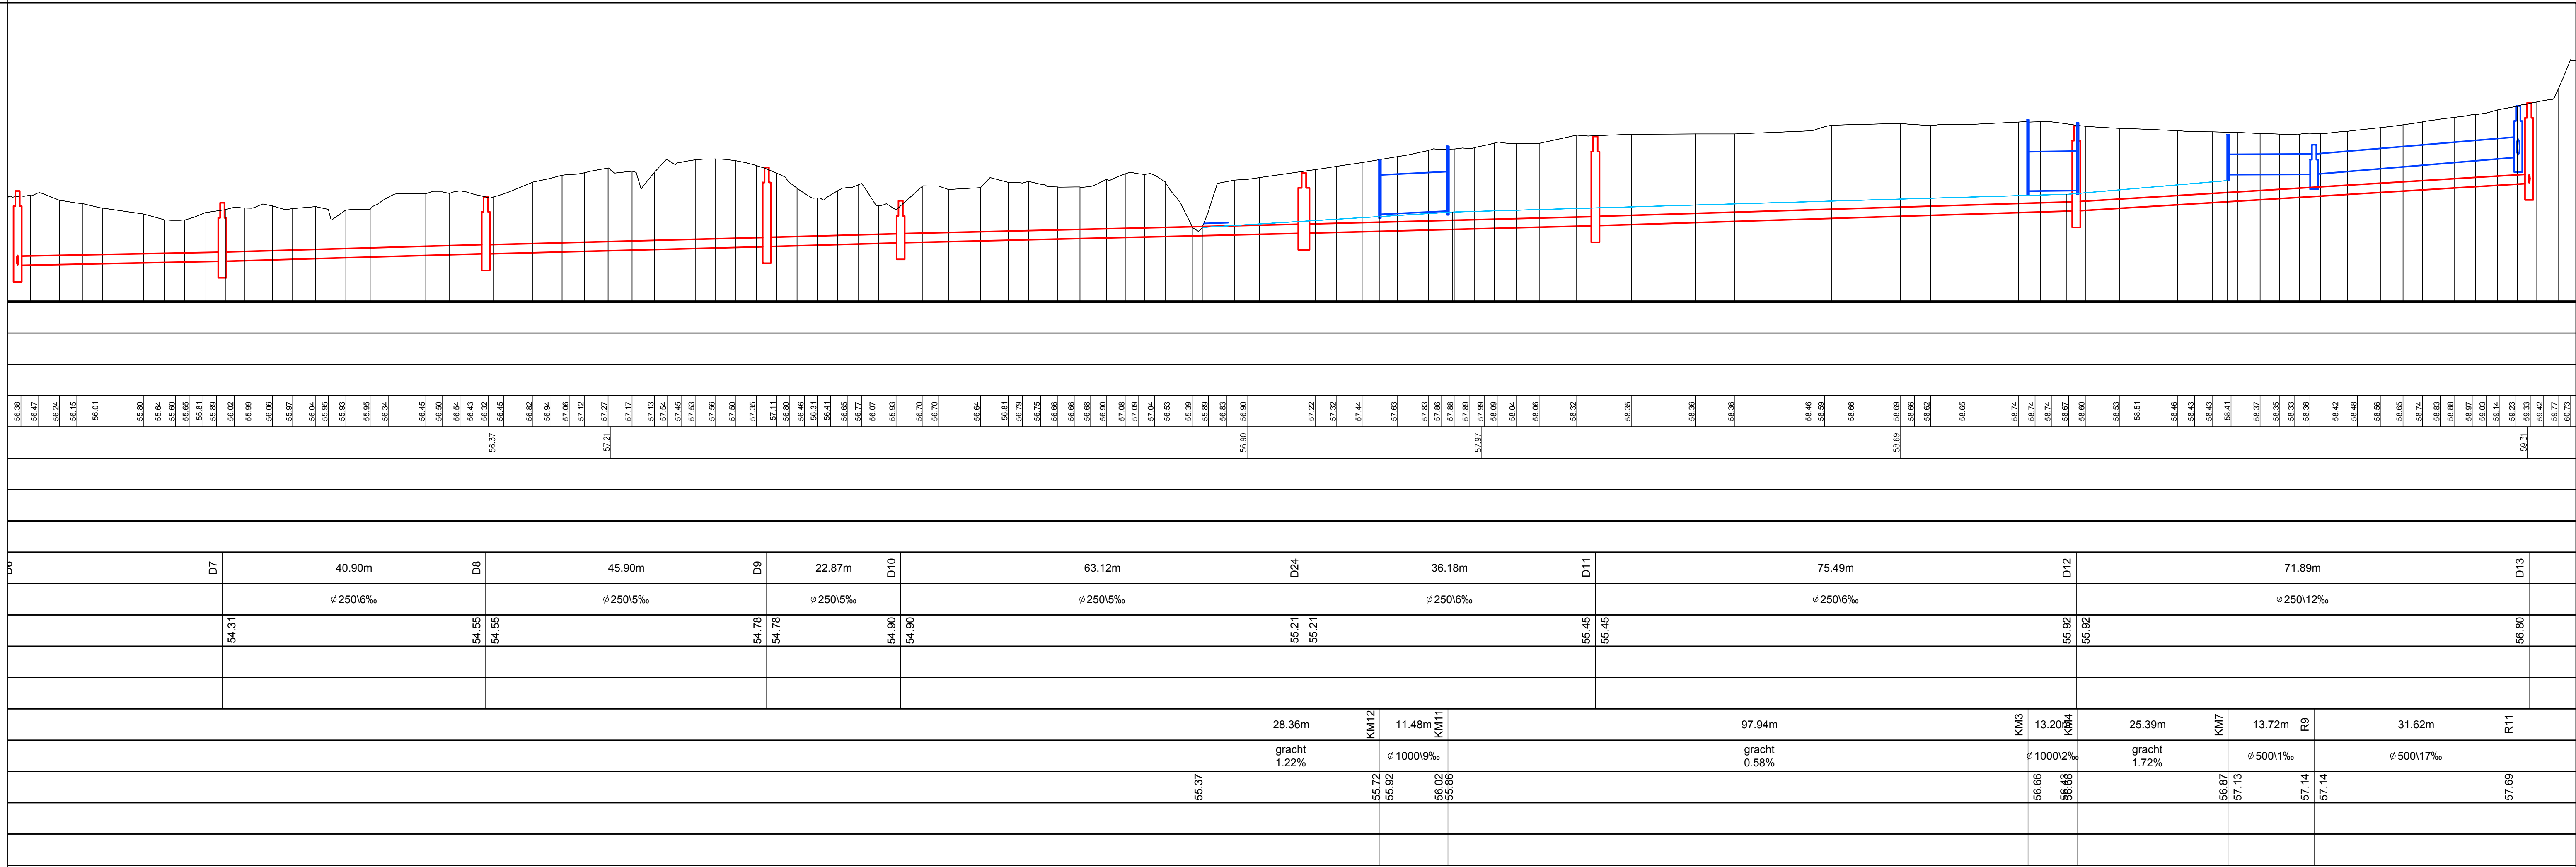 56.38 56.47 56.24 56.15 56.01 55.80 55.64 55.60 55.65 55.81 55.89 56.02 55.99 56.06 55.97 56.04 55.95 55.93 55.95 56.34 56.45 56.50 56.54 56.43 56.32 56.45 56.82 56.94 57.06 57.12 57.27 57.17 57.13 57.54 57.45 57.53 57.56 57.50 57.35 57.11 56.80 56.46 56.31 56.41 56.65 56.77 56.07 55.93 56.70 56.70 56.64 56.81 56.79 56.75 56.66 56.66 56.68 56.90 57.08 57.09 57.04 56.53 55.39 55.89 56.83 56.90 57.22 57.32 57.44 57.63 57.83 57.86 57.88 57.89 57.99 58.09 58.04 58.06 58.32 58.35 58.36 58.36 58.46 58.59 58.66 58.69 58.66 58.62 58.65 58.74 58.74 58.74 58.67 58.60 58.53 58.51 58.46 58.43 58.43 58.41 58.37 58.35 58.33 58.36 58.42 58.48 58.56 58.65 58.74 58.83 58.88 58.97 59.03 59.14 59.23 59.33 59.42 59.77 60.73
56.37 57.21 56.90 57.97 58.69 59.31
D7 40.90m D8 45.90m D9 22.87m D10 63.12m D24 36.18m D11 75.49m D12 71.89m D13
⌀250\6‰ ⌀250\5‰ ⌀250\5‰ ⌀250\5‰ ⌀250\6‰ ⌀250\6‰ ⌀250\12‰
54.31 54.55 54.55 54.78 54.78 54.90 54.90 55.21 55.21 55.45 55.45 55.92 55.92 56.80
28.36m KM12 11.48m KM11 97.94m KM3 13.20m KM4 25.39m KM7 13.72m R9 31.62m R11
gracht ⌀1000\9‰ gracht ⌀1000\2‰ gracht ⌀500\1‰ ⌀500\17‰
1.22% 0.58% 1.72%
55.37 55.72 55.92 56.02 55.86 56.66 56.68 56.87 57.13 57.14 57.14 57.69